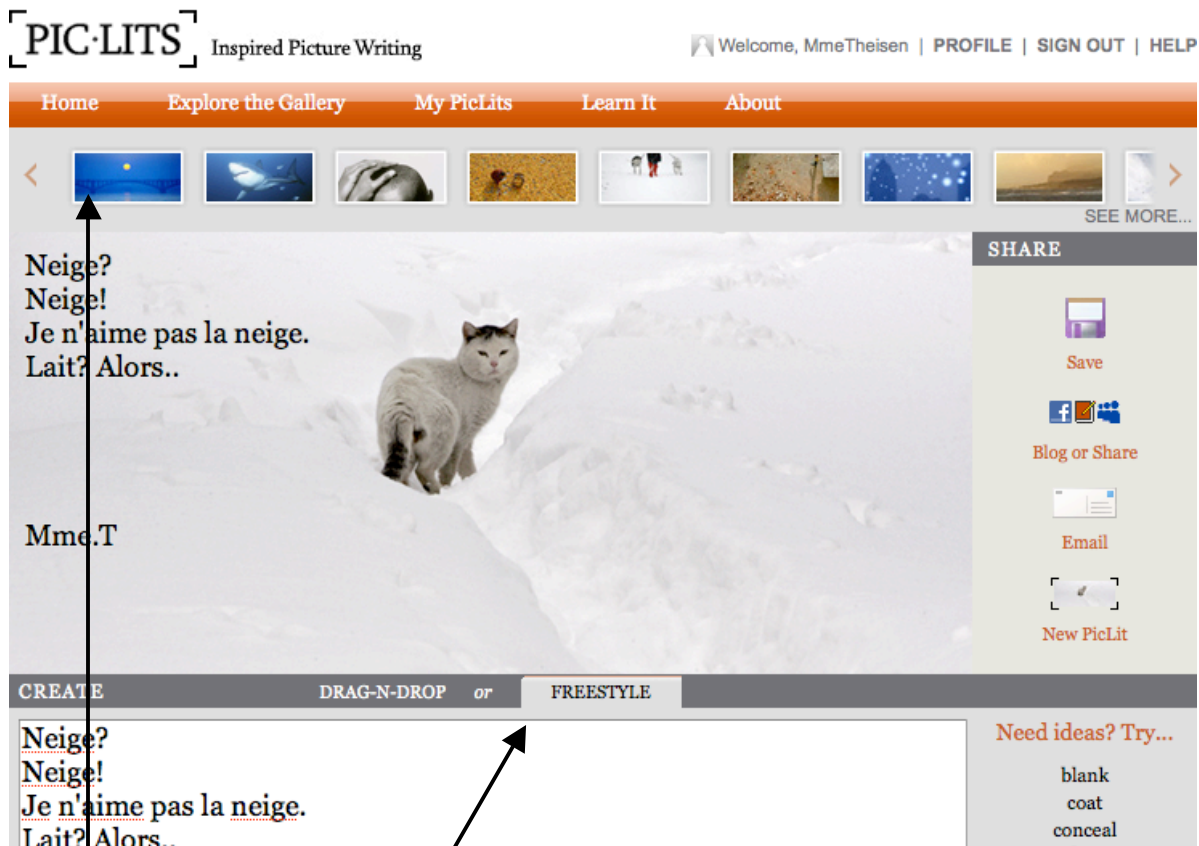 PIC·LITS Inspired Picture Writing
Welcome, MmeTheisen | PROFILE | SIGN OUT | HELP
Home Explore the Gallery My PicLits Learn It About
SEE MORE...
Neige?
Neige!
Je n'aime pas la neige.
Lait? Alors..
Mme.T
SHARE
Save
Blog or Share
Email
New PicLit
CREATE DRAG-N-DROP or FREESTYLE
Neige?
Neige!
Je n'aime pas la neige.
Lait? Alors..
Need ideas? Try...
blank
coat
conceal